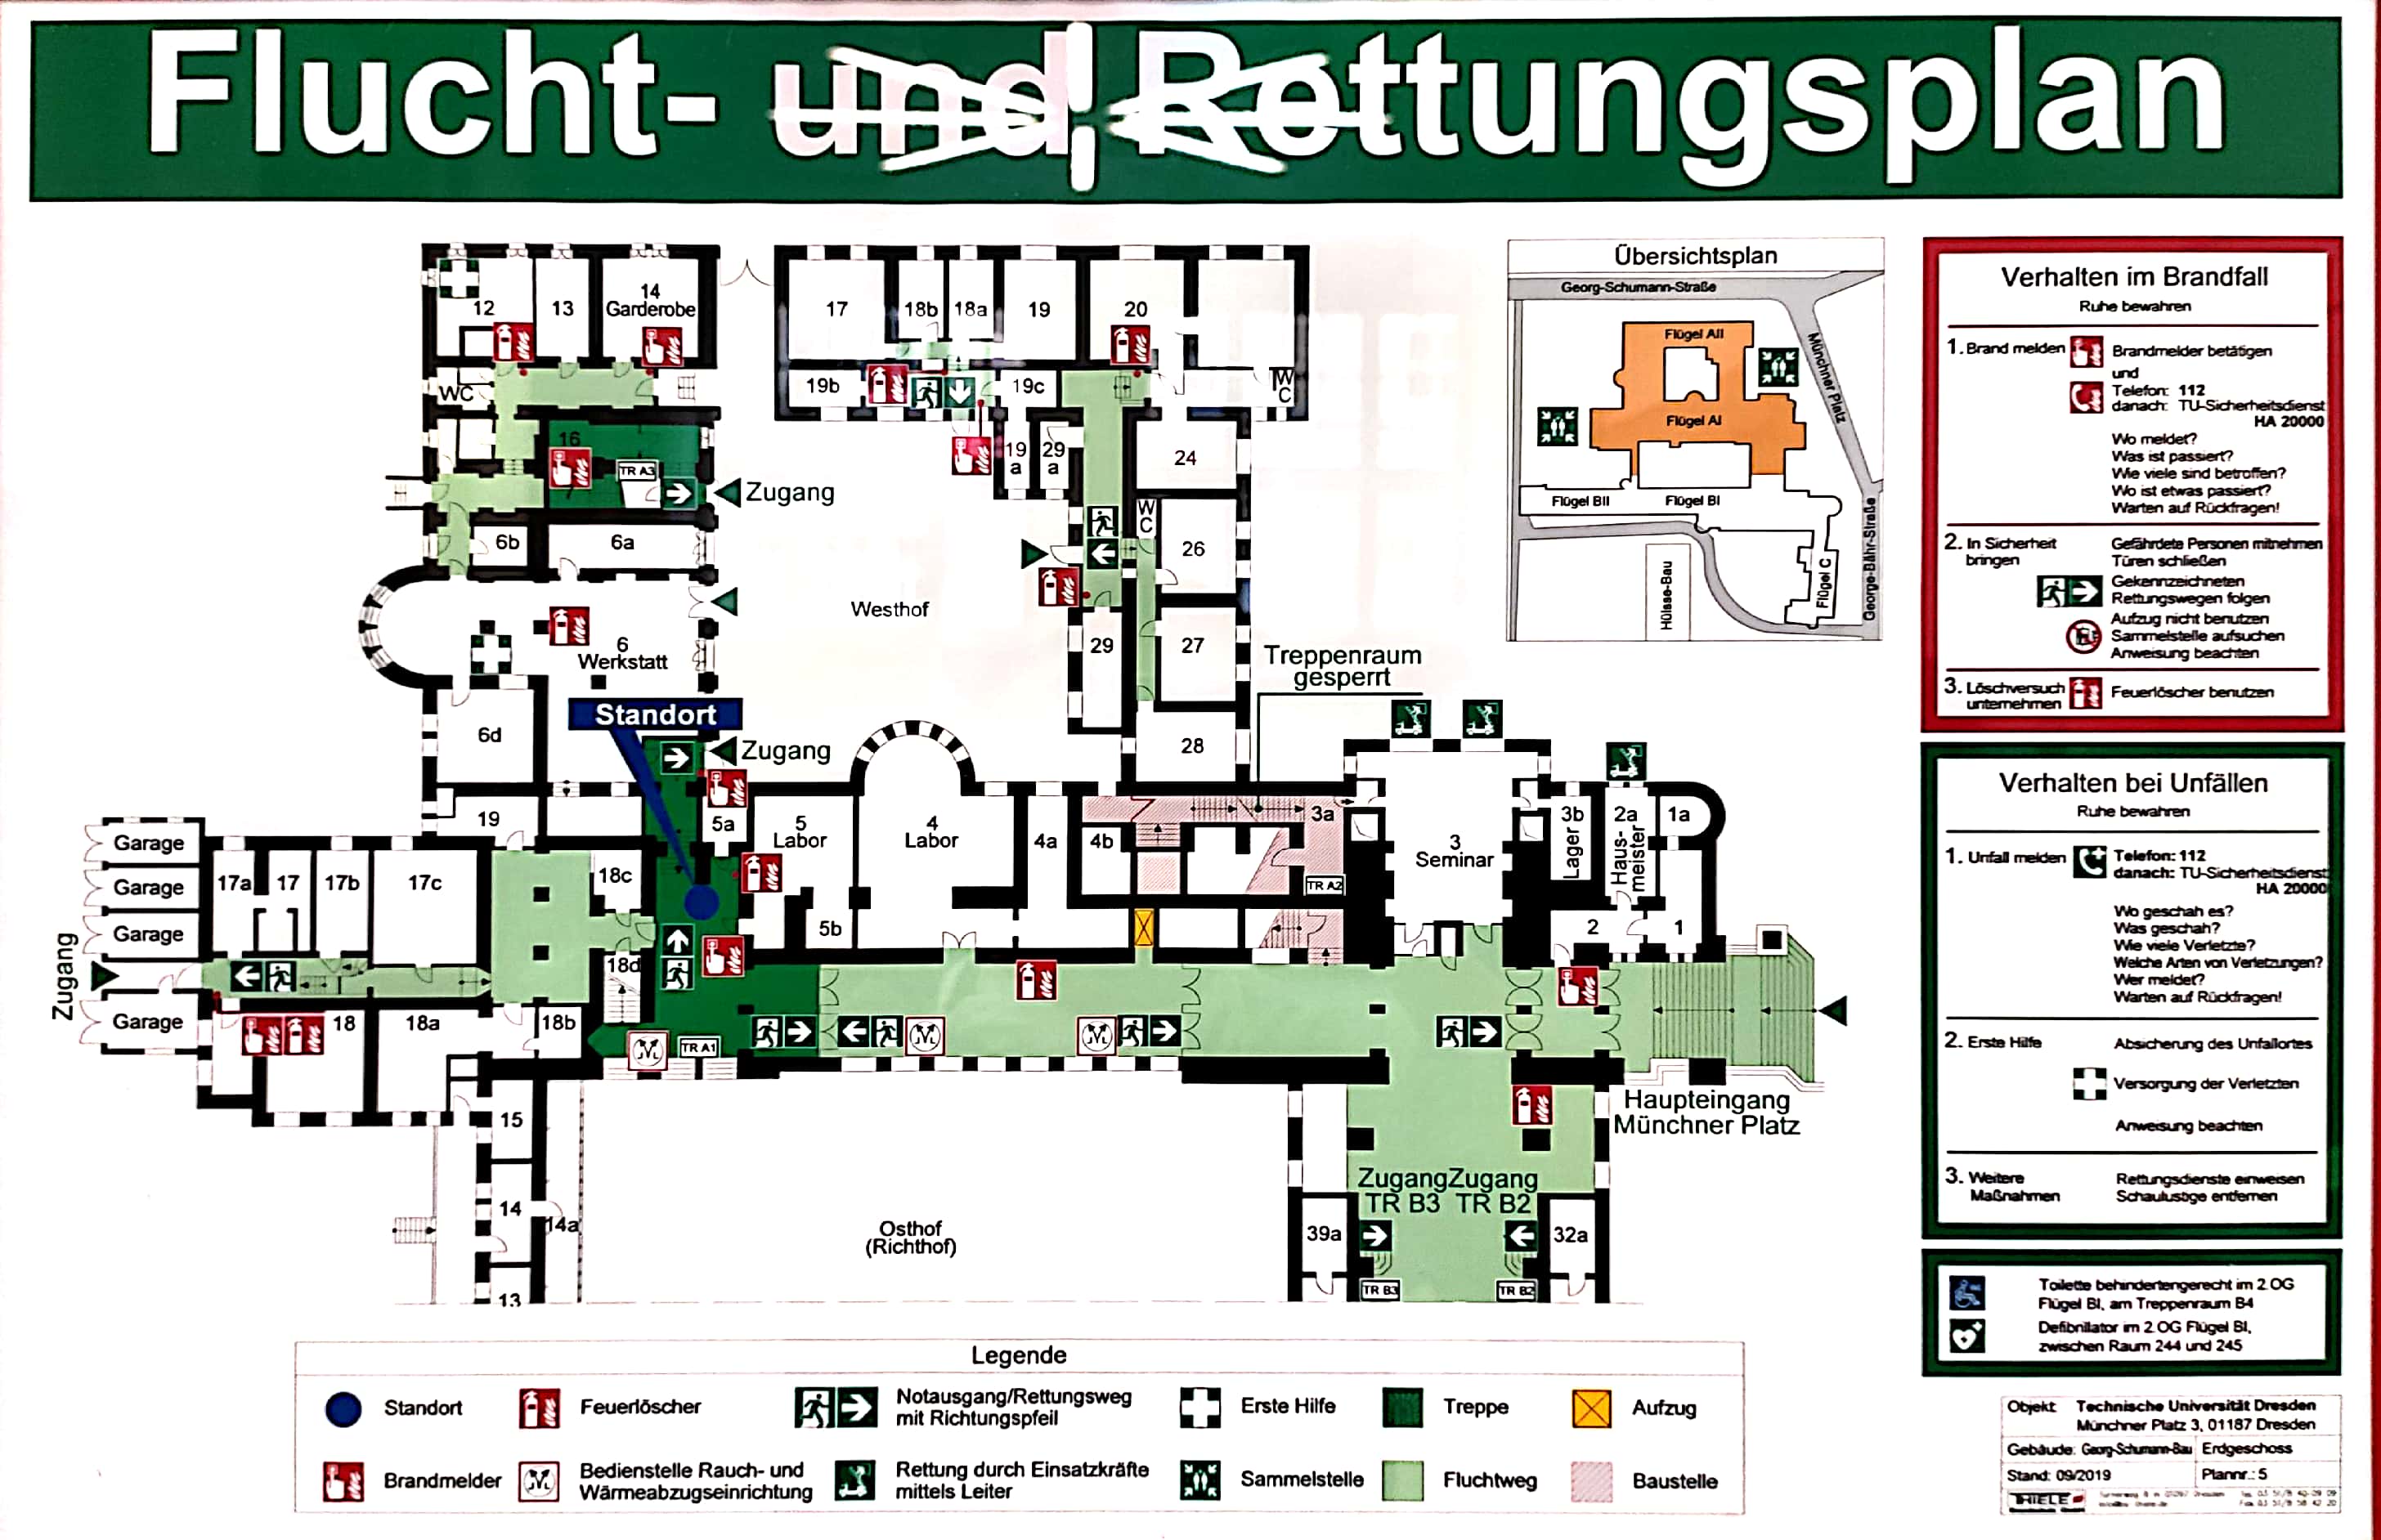 Flucht- und Rettungsplan
12
13
14
Garderobe
WC
16
TR A3
Zugang
6b
6a
6
Werkstatt
6d
Standort
Zugang
19
17
18b
18a
19
20
19b
19c
WC
19
a
29
a
24
WC
26
27
29
28
Westhof
Treppenraum
gesperrt
Garage
Garage
Garage
Garage
Zugang
17a
17
17b
17c
18c
18d
18
18a
18b
15
14
14a
13
5a
5
Labor
5b
4
Labor
4a
4b
3a
TR A2
TR A1
3
Seminar
3b
Lager
2a
Haus-
meister
1a
2
1
Haupteingang
Münchner Platz
Zugang
TR B3
Zugang
TR B2
39a
32a
TR B3
TR B2
Osthof
(Richthof)
Übersichtsplan
Georg-Schumann-Straße
Münchner Platz
Flügel AII
Flügel AI
Flügel BII
Flügel BI
Flügel C
Hülsse-Bau
George-Bähr-Straße
Verhalten im Brandfall
Ruhe bewahren
1. Brand melden
Brandmelder betätigen
und
Telefon: 112
danach: TU-Sicherheitsdienst
HA 20000
Wo meldet?
Was ist passiert?
Wie viele sind betroffen?
Wo ist etwas passiert?
Warten auf Rückfragen!
2. In Sicherheit
bringen
Gefährdete Personen mitnehmen
Türen schließen
Gekennzeichneten
Rettungswegen folgen
Aufzug nicht benutzen
Sammelstelle aufsuchen
Anweisung beachten
3. Löschversuch
unternehmen
Feuerlöscher benutzen
Verhalten bei Unfällen
Ruhe bewahren
1. Unfall melden
Telefon: 112
danach: TU-Sicherheitsdienst
HA 20000
Wo geschah es?
Was geschah?
Wie viele Verletzte?
Welche Arten von Verletzungen?
Wer meldet?
Warten auf Rückfragen!
2. Erste Hilfe
Absicherung des Unfallortes
Versorgung der Verletzten
Anweisung beachten
3. Weitere
Maßnahmen
Rettungsdienste einweisen
Schaulustige entfernen
Toilette behindertengerecht im 2.OG
Flügel BI, am Treppenraum B4
Defibrillator im 2.OG Flügel BI,
zwischen Raum 244 und 245
Legende
Standort
Feuerlöscher
Notausgang/Rettungsweg
mit Richtungspfeil
Erste Hilfe
Treppe
Aufzug
Brandmelder
Bedienstelle Rauch- und
Wärmeabzugseinrichtung
Rettung durch Einsatzkräfte
mittels Leiter
Sammelstelle
Fluchtweg
Baustelle
Objekt: Technische Universität Dresden
Münchner Platz 3, 01187 Dresden
Gebäude: Georg-Schumann-Bau
Erdgeschoss
Stand: 09/2019
Plannr.: 5
THIELE